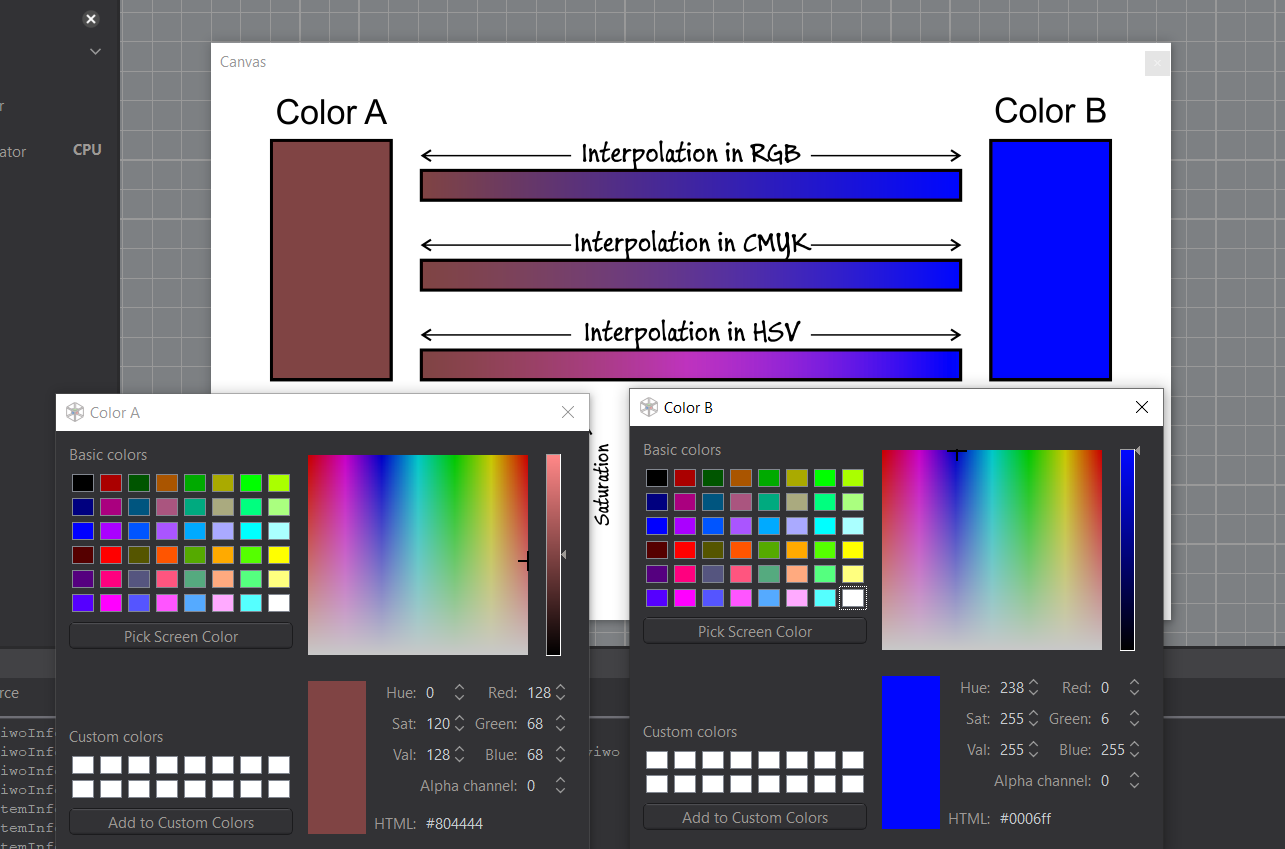 Canvas
r
ator CPU
Color A
Color B
Interpolation in RGB
Interpolation in CMYK
Interpolation in HSV
Saturation
rce
iwoInfo
iwoInf
iwoInf
iwoInf
temInf
temInf
temInf
viwo
Color A
Basic colors
Pick Screen Color
Custom colors
Add to Custom Colors
Hue: 0 Red: 128
Sat: 120 Green: 68
Val: 128 Blue: 68
Alpha channel: 0
HTML: #804444
Color B
Basic colors
Pick Screen Color
Custom colors
Add to Custom Colors
Hue: 238 Red: 0
Sat: 255 Green: 6
Val: 255 Blue: 255
Alpha channel: 0
HTML: #0006ff